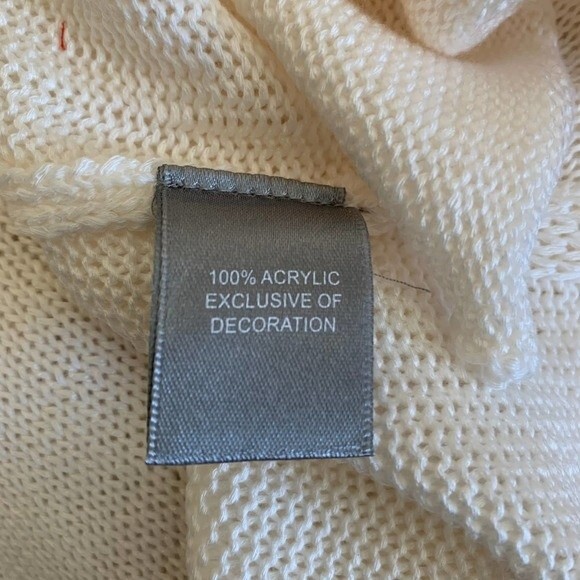 100% ACRYLIC
EXCLUSIVE OF
DECORATION